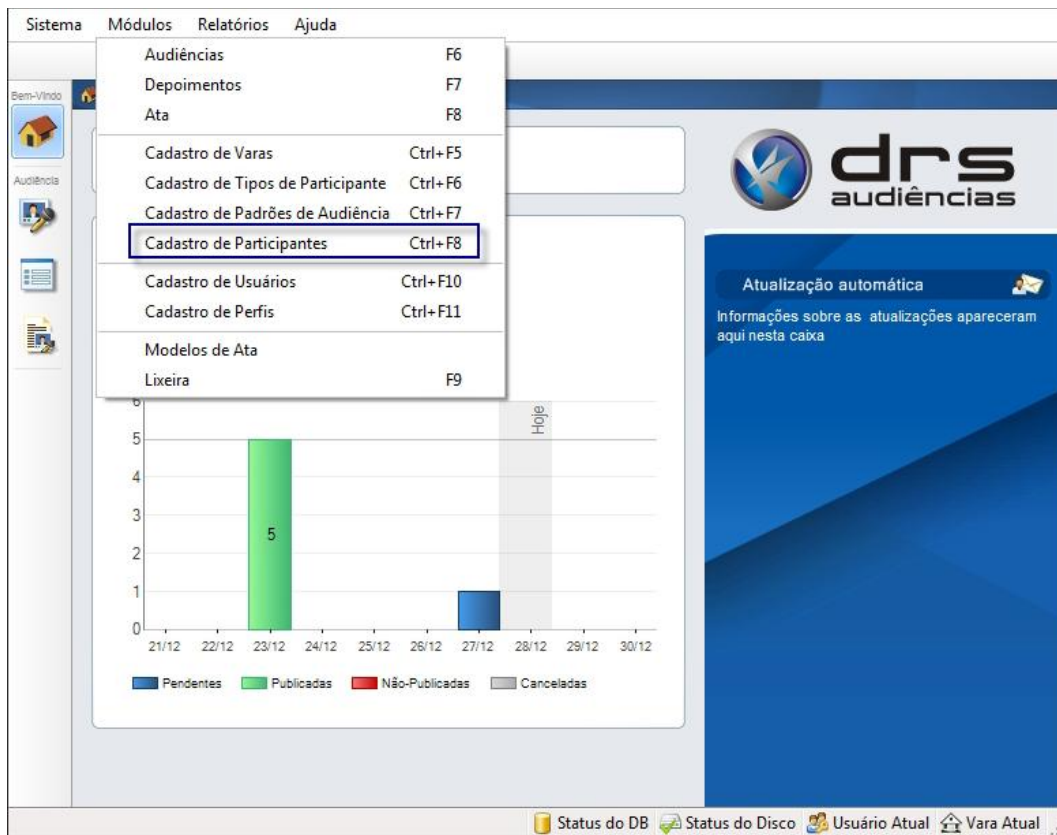 Sistema Módulos Relatórios Ajuda
Audiências F6
Depoimentos F7
Ata F8
Cadastro de Varas Ctrl+F5
Cadastro de Tipos de Participante Ctrl+F6
Cadastro de Padrões de Audiência Ctrl+F7
Cadastro de Participantes Ctrl+F8
Cadastro de Usuários Ctrl+F10
Cadastro de Perfis Ctrl+F11
Modelos de Ata
Lixeira F9
Bem-Vindo
Audiência
drs
audiências
Atualização automática
Informações sobre as atualizações apareceram
aqui nesta caixa
6
5
4
3
2
1
0
5
Hoje
21/12 22/12 23/12 24/12 25/12 26/12 27/12 28/12 29/12 30/12
Pendentes Publicadas Não-Publicadas Canceladas
Status do DB Status do Disco Usuário Atual Vara Atual